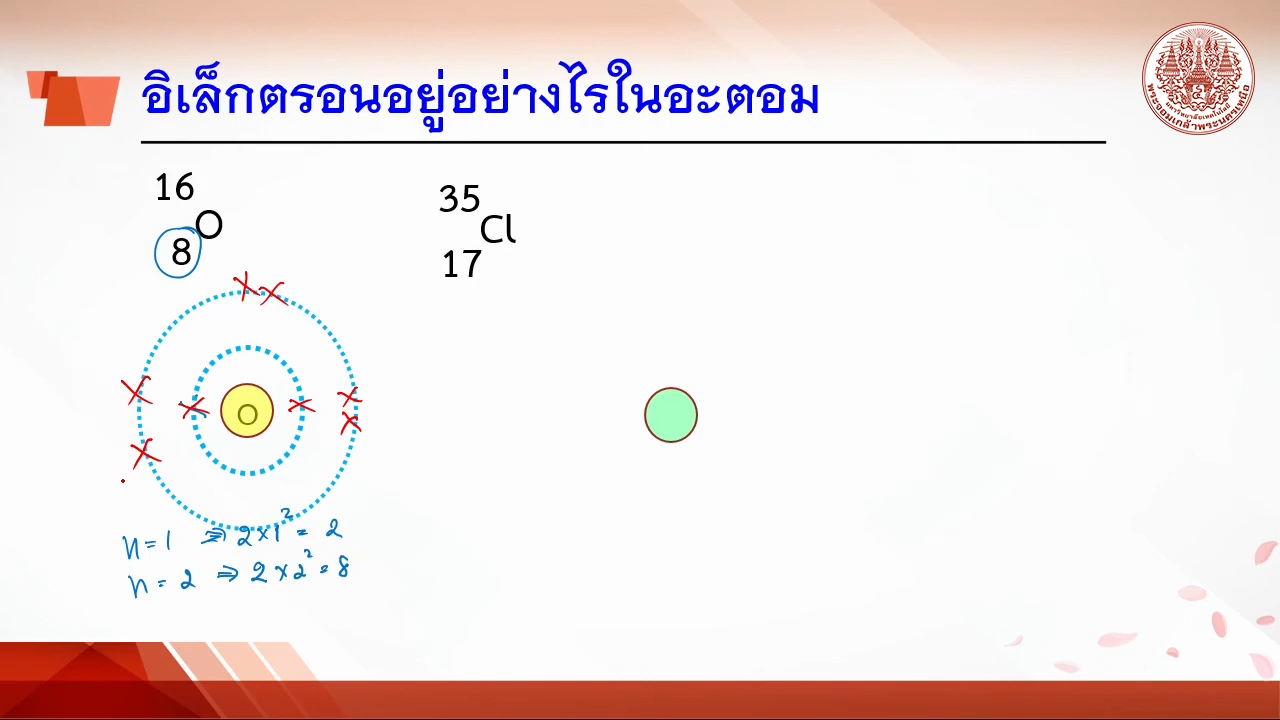 อิเล็กตรอนอยู่อย่างไรในอะตอม
16
O
8
35
Cl
17
O
n = 1 ⇒ 2 × 1² = 2
n = 2 ⇒ 2 × 2² = 8